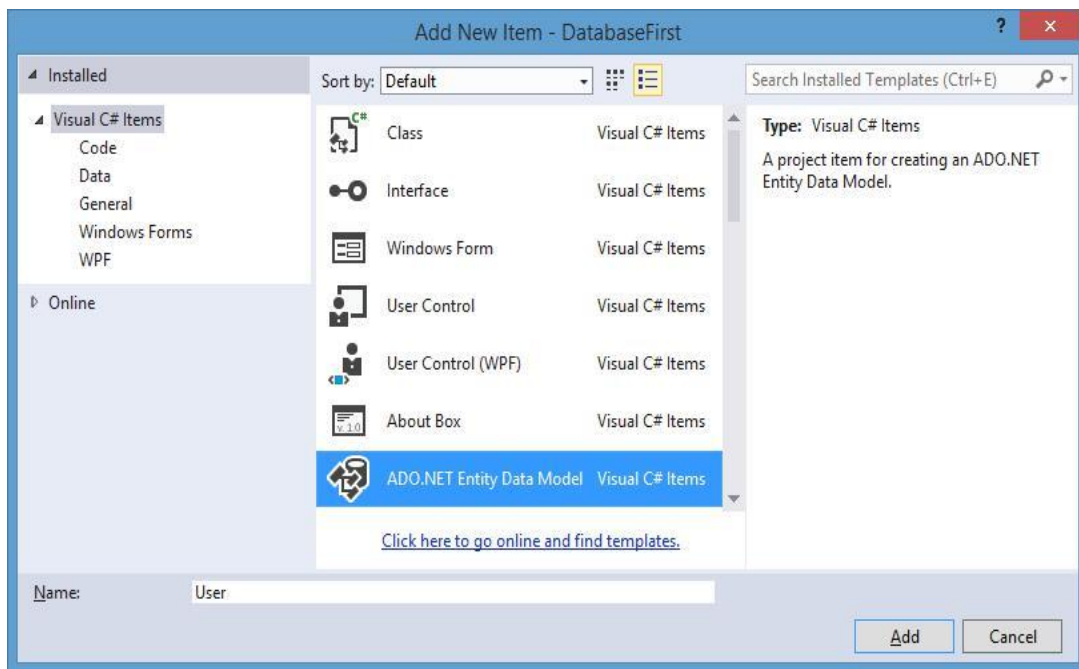 Add New Item - DatabaseFirst
?
Installed
Visual C# Items
Code
Data
General
Windows Forms
WPF
Online
Sort by: Default
C#
Class Visual C# Items
Interface Visual C# Items
Windows Form Visual C# Items
User Control Visual C# Items
User Control (WPF) Visual C# Items
v. 1.0
About Box Visual C# Items
ADO.NET Entity Data Model Visual C# Items
Click here to go online and find templates.
Search Installed Templates (Ctrl+E)
Type: Visual C# Items
A project item for creating an ADO.NET
Entity Data Model.
Name: User
Add Cancel